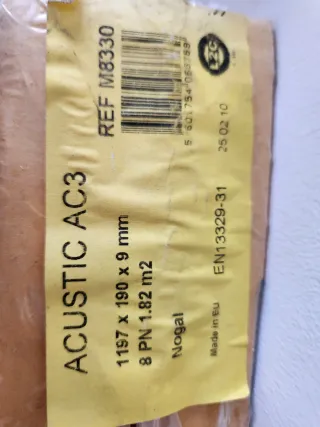 ACUSTIC AC3
REF M8330
1197 x 190 x 9 mm
8 PN 1.82 m2
Nogal
Made in Eu
EN13329-31
25 02 10